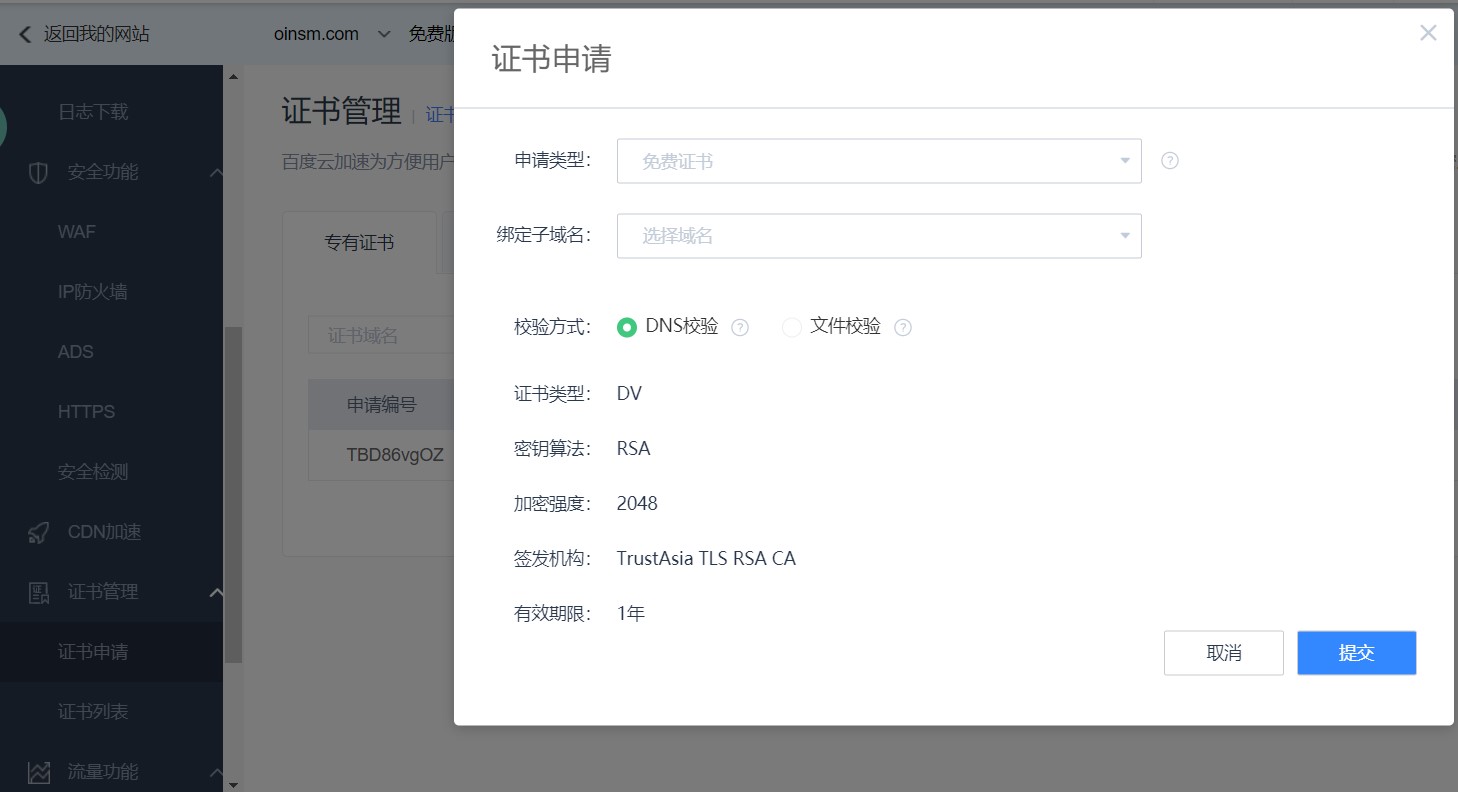 返回我的网站
oinsm.com 免费版
日志下载
安全功能
WAF
IP防火墙
ADS
HTTPS
安全检测
CDN加速
证书管理
证书申请
证书列表
流量功能
证书管理 | 证书
百度云加速为方便用户
专有证书
证书域名
申请编号
TBD86vgOZ
证书申请
申请类型: 免费证书
绑定子域名: 选择域名
校验方式: DNS校验 文件校验
证书类型: DV
密钥算法: RSA
加密强度: 2048
签发机构: TrustAsia TLS RSA CA
有效期限: 1年
取消 提交